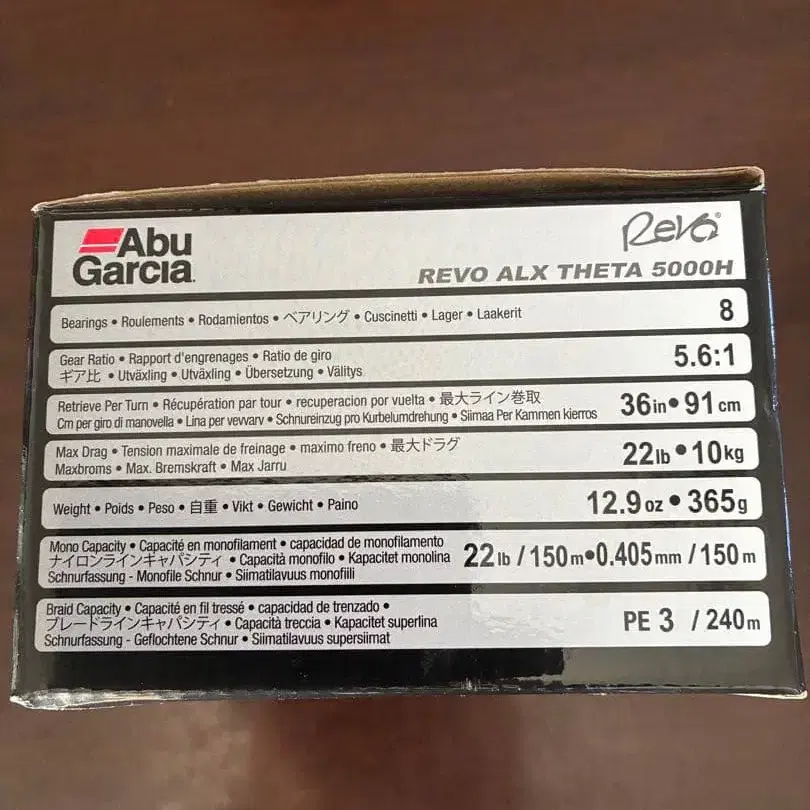 Abu
Garcia
Revo
REVO ALX THETA 5000H
Bearings • Roulements • Rodamientos • ベアリング • Cuscinetti • Lager • Laakerit
8
Gear Ratio • Rapport d'engrenages • Ratio de giro
ギア比 • Utväxling • Utväxling • Übersetzung • Välitys
5.6:1
Retrieve Per Turn • Récupération par tour • recuperacion por vuelta • 最大ライン巻取
Cm per giro di manovella • Lina per vevvarv • Schnureinzug pro Kurbelumdrehung • Siimaa Per Kammen kierros
36in•91cm
Max Drag • Tension maximale de freinage • maximo freno • 最大ドラグ
Maxbroms • Max. Bremskraft • Max Jarru
22lb•10kg
Weight • Poids • Peso • 自重 • Vikt • Gewicht • Paino
12.9oz•365g
Mono Capacity • Capacité en monofilament • capacidad de monofilamento
ナイロンラインキャパシティ • Capacità monofilo • Kapacitet monolina
Schnurfassung - Monofile Schnur • Siimatilavuus monofiili
22lb / 150m•0.405mm / 150m
Braid Capacity • Capacité en fil tressé • capacidad de trenzado •
ブレードラインキャパシティ • Capacità treccia • Kapacitet superlina
Schnurfassung - Geflochtene Schnur • Siimatilavuus supersiimat
PE 3 / 240m